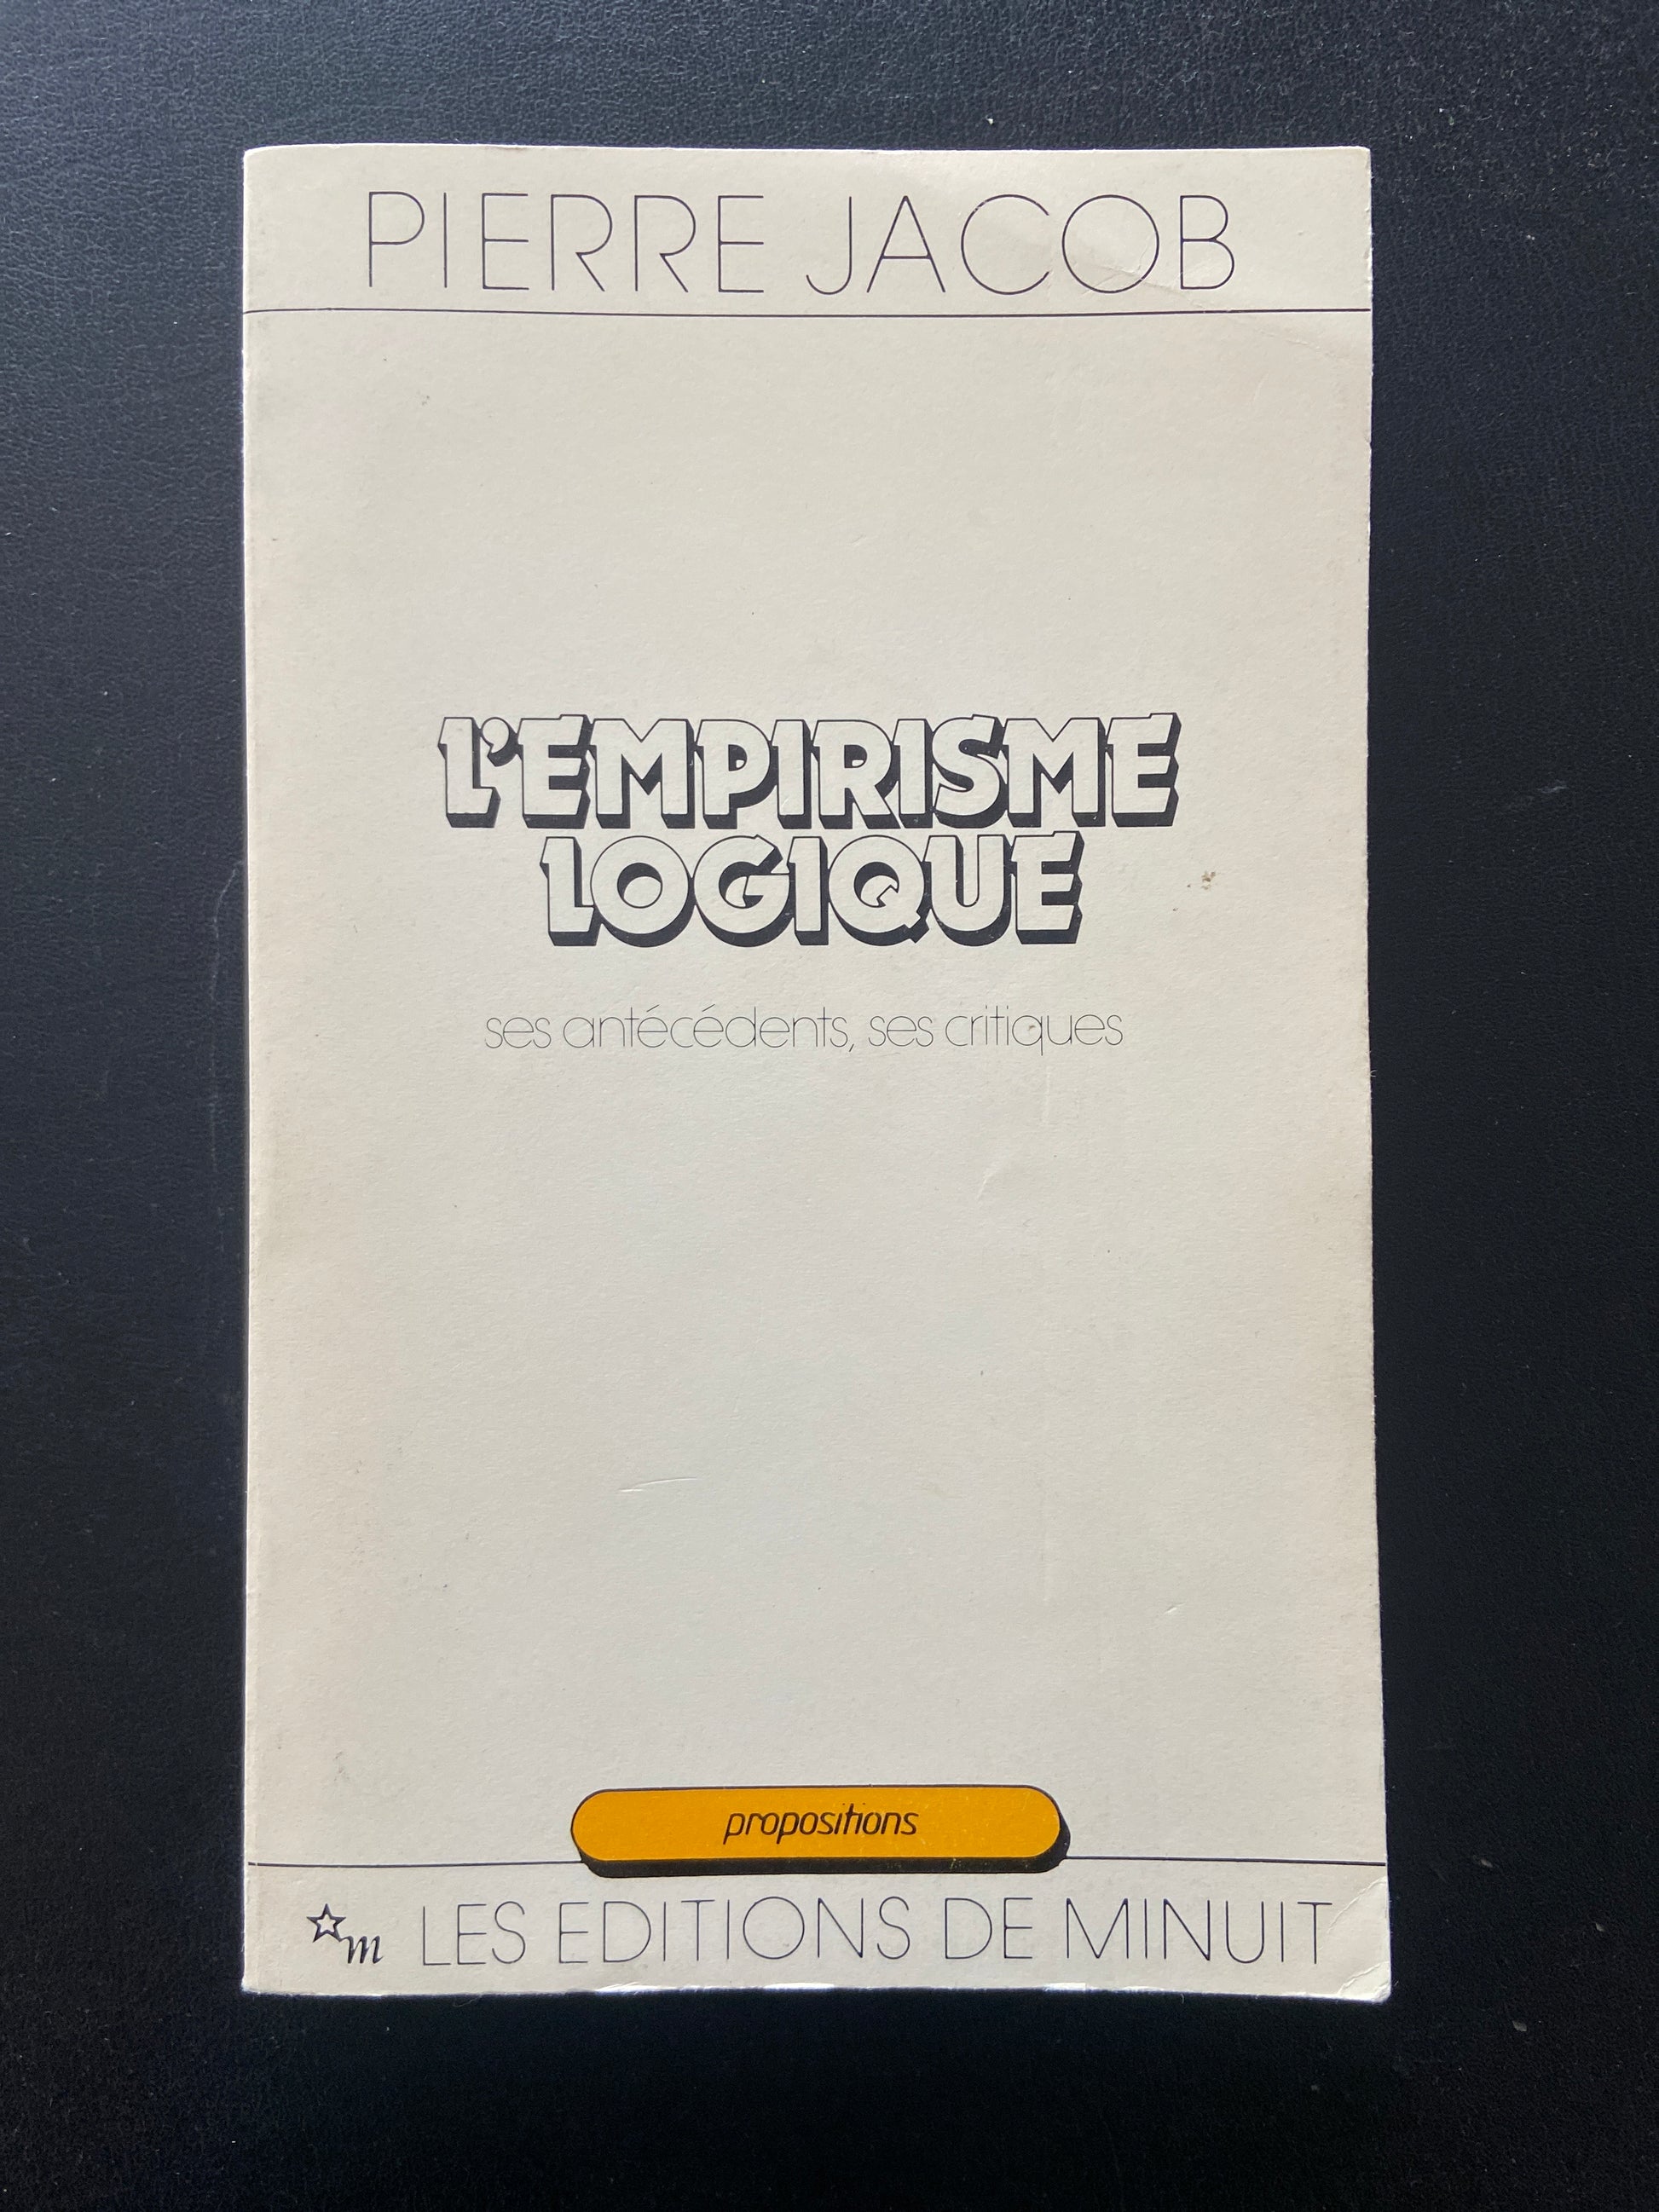 PIERRE JACOB
L'EMPIRISME
LOGIQUE
ses antécédents, ses critiques
propositions
m LES EDITIONS DE MINUIT